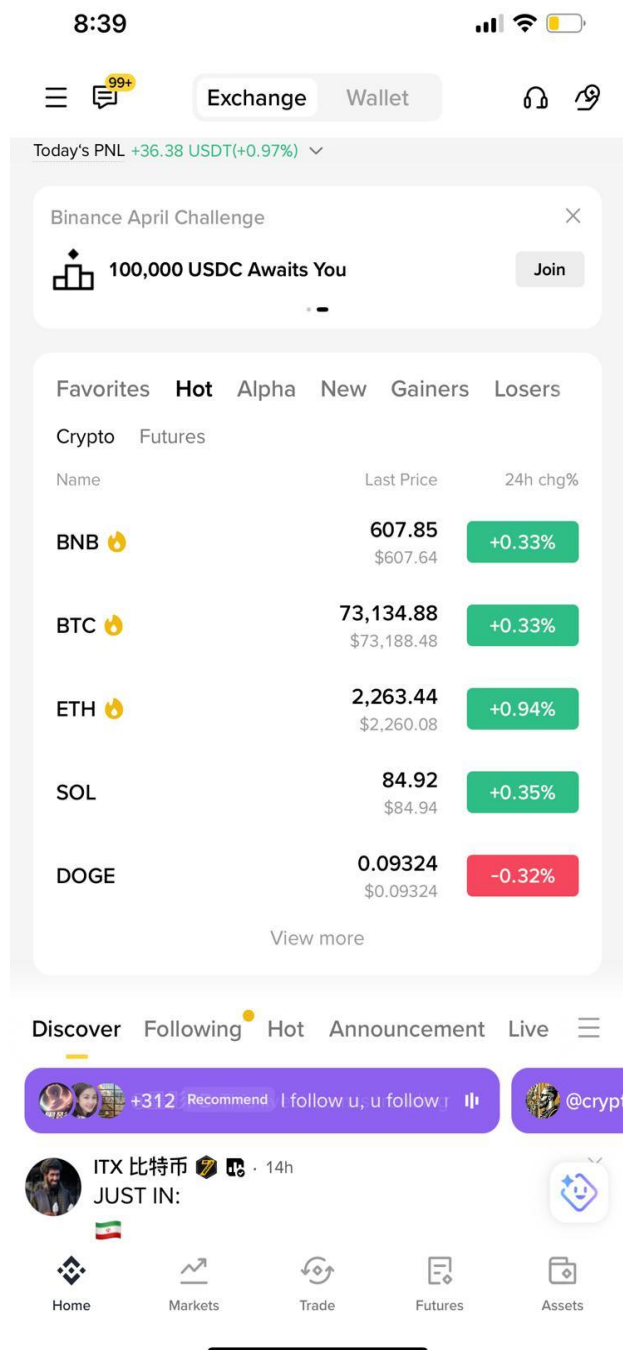 8:39
99+
Exchange Wallet
Today's PNL +36.38 USDT(+0.97%)
Binance April Challenge
100,000 USDC Awaits You
Join
Favorites Hot Alpha New Gainers Losers
Crypto Futures
Name Last Price 24h chg%
BNB 607.85 +0.33%
$607.64
BTC 73,134.88 +0.33%
$73,188.48
ETH 2,263.44 +0.94%
$2,260.08
SOL 84.92 +0.35%
$84.94
DOGE 0.09324 -0.32%
$0.09324
View more
Discover Following Hot Announcement Live
+312 Recommend I follow u, u follow @cryp
ITX 比特币 · 14h
JUST IN:
Home Markets Trade Futures Assets